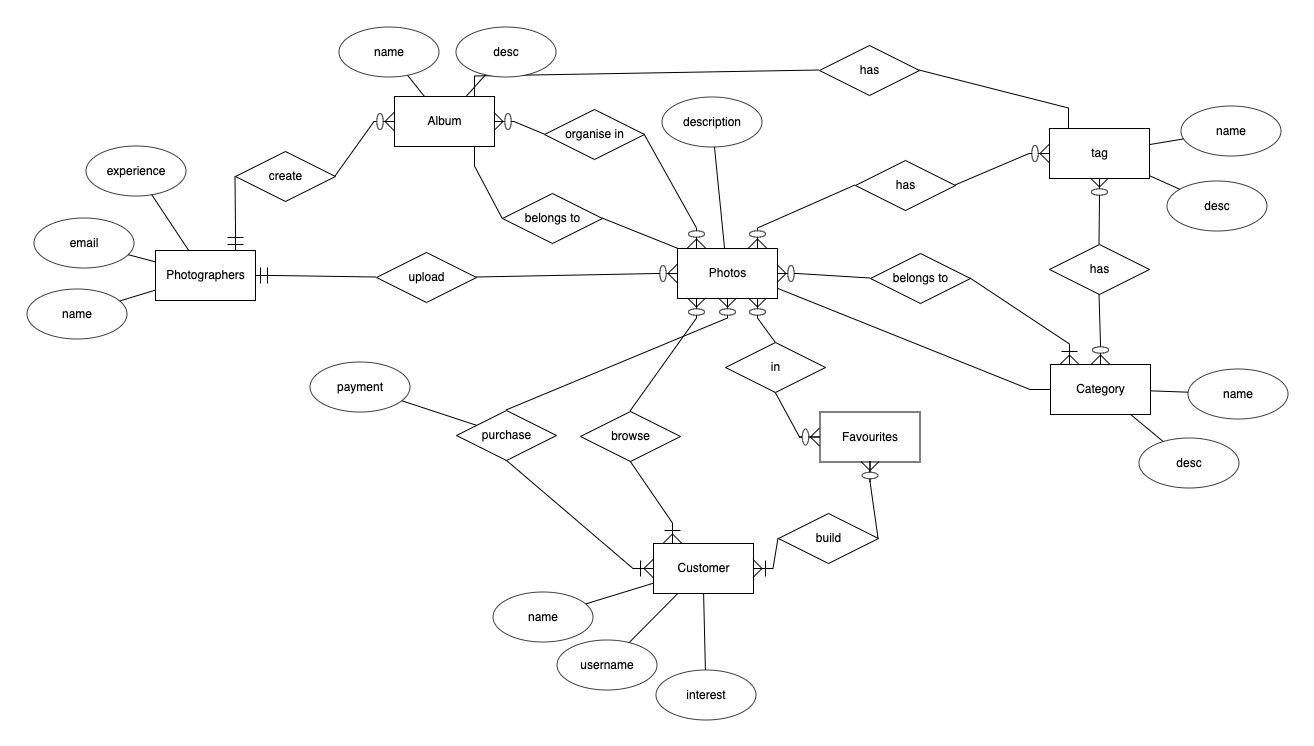 name
desc
has
Album
organise in
description
name
tag
experience
create
has
desc
belongs to
email
Photographers
upload
Photos
belongs to
has
name
in
payment
Category
name
purchase
browse
Favourites
desc
build
Customer
name
username
interest